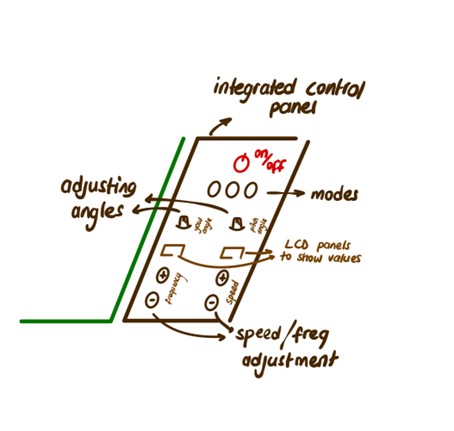 integrated control
panel
on/off
adjusting
angles
modes
yaw
angle
pitch
angle
LCD panels
to show values
frequency
speed
speed/freq
adjustment